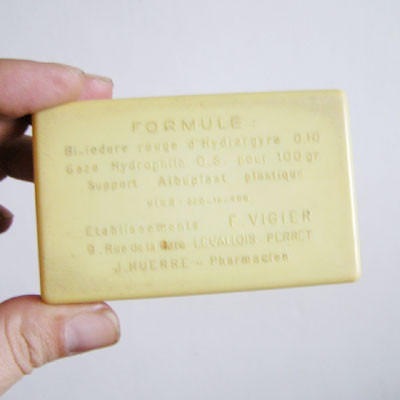 FORMULE :
Bi-iodure rouge d'Hydrargyre 0,10
Gaze Hydrophile Q.S. pour 100 gr
Support Albuplast plastique
VISA
Etablissements F. VIGIER
9, Rue de la Gare LEVALLOIS-PERRET
J. HUERRE - Pharmacien